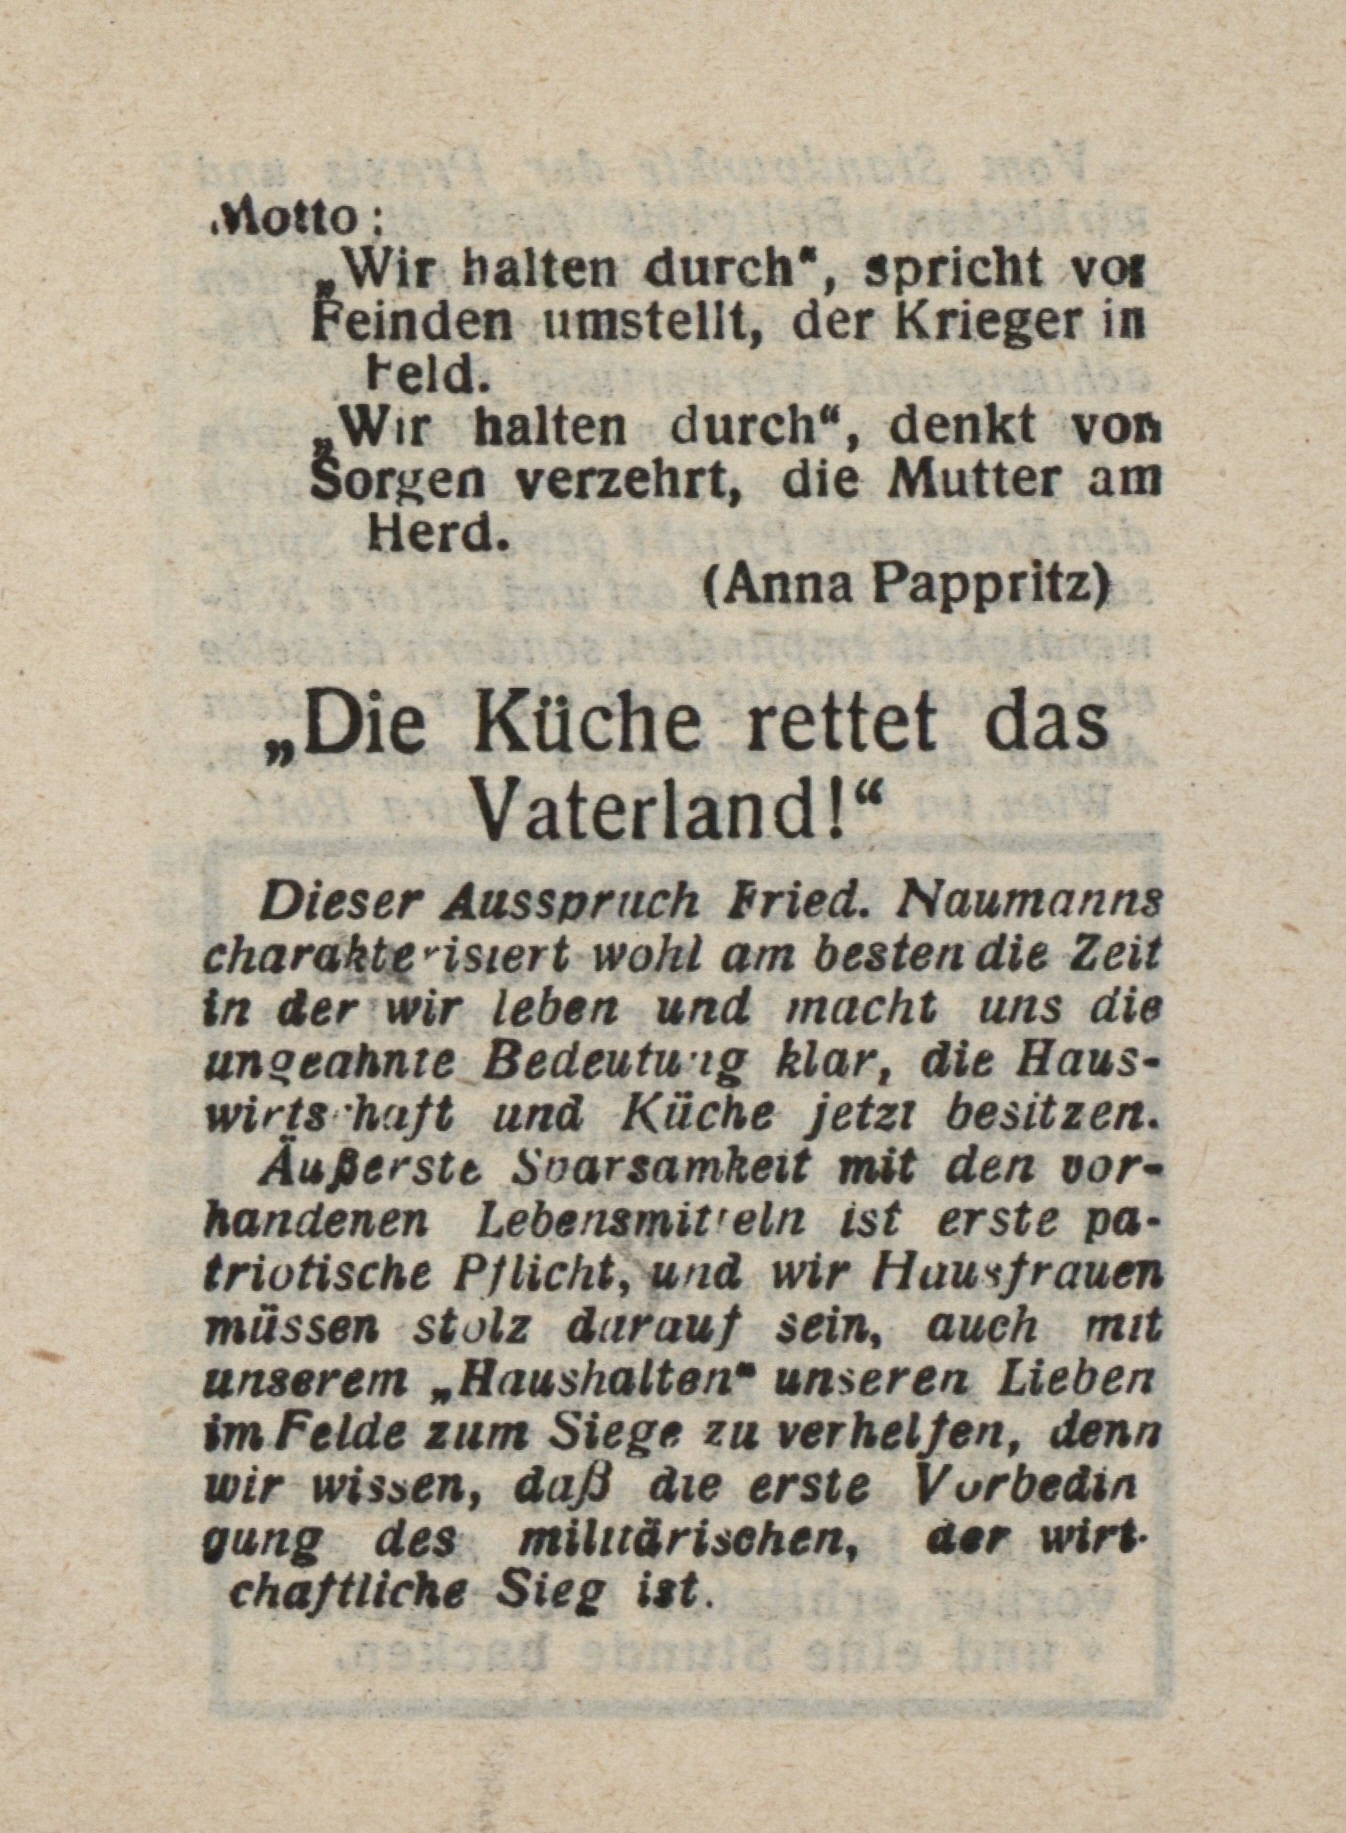 Motto:
„Wir halten durch“, spricht von
Feinden umstellt, der Krieger in
Feld.
„Wir halten durch“, denkt von
Sorgen verzehrt, die Mutter am
Herd.
(Anna Pappritz)
„Die Küche rettet das
Vaterland!“
Dieser Ausspruch Fried. Naumanns
charakterisiert wohl am besten die Zeit
in der wir leben und macht uns die
ungeahnte Bedeutung klar, die Haus-
wirtschaft und Küche jetzt besitzen.
Äußerste Sparsamkeit mit den vor-
handenen Lebensmitteln ist erste pa-
triotische Pflicht, und wir Hausfrauen
müssen stolz darauf sein, auch mit
unserem „Haushalten“ unseren Lieben
im Felde zum Siege zu verhelfen, denn
wir wissen, daß die erste Vorbedin
gung des militärischen, der wirt-
chaftliche Sieg ist.